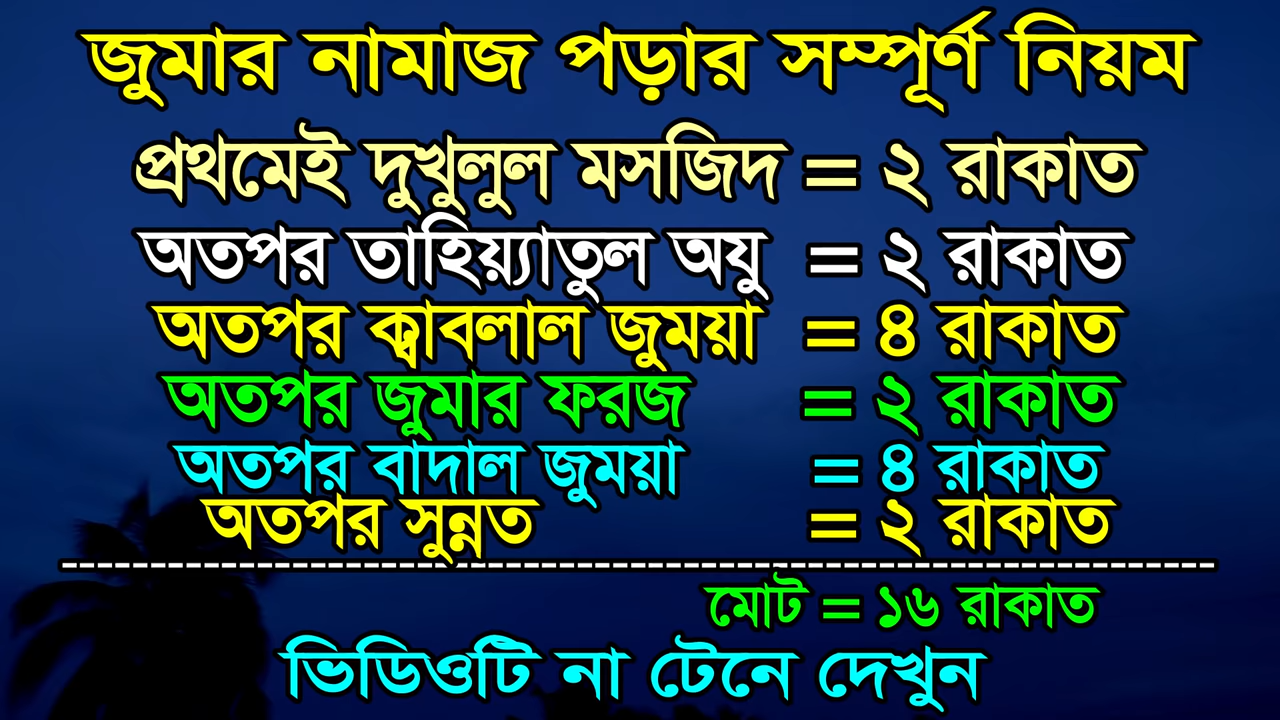 জুমার নামাজ পড়ার সম্পূর্ণ নিয়ম
প্রথমেই দুখুলুল মসজিদ = ২ রাকাত
অতপর তাহিয়্যাতুল অযু = ২ রাকাত
অতপর ক্বাবলাল জুময়া = ৪ রাকাত
অতপর জুমার ফরজ = ২ রাকাত
অতপর বাদাল জুময়া = ৪ রাকাত
অতপর সুন্নত = ২ রাকাত
মোট = ১৬ রাকাত
ভিডিওটি না টেনে দেখুন